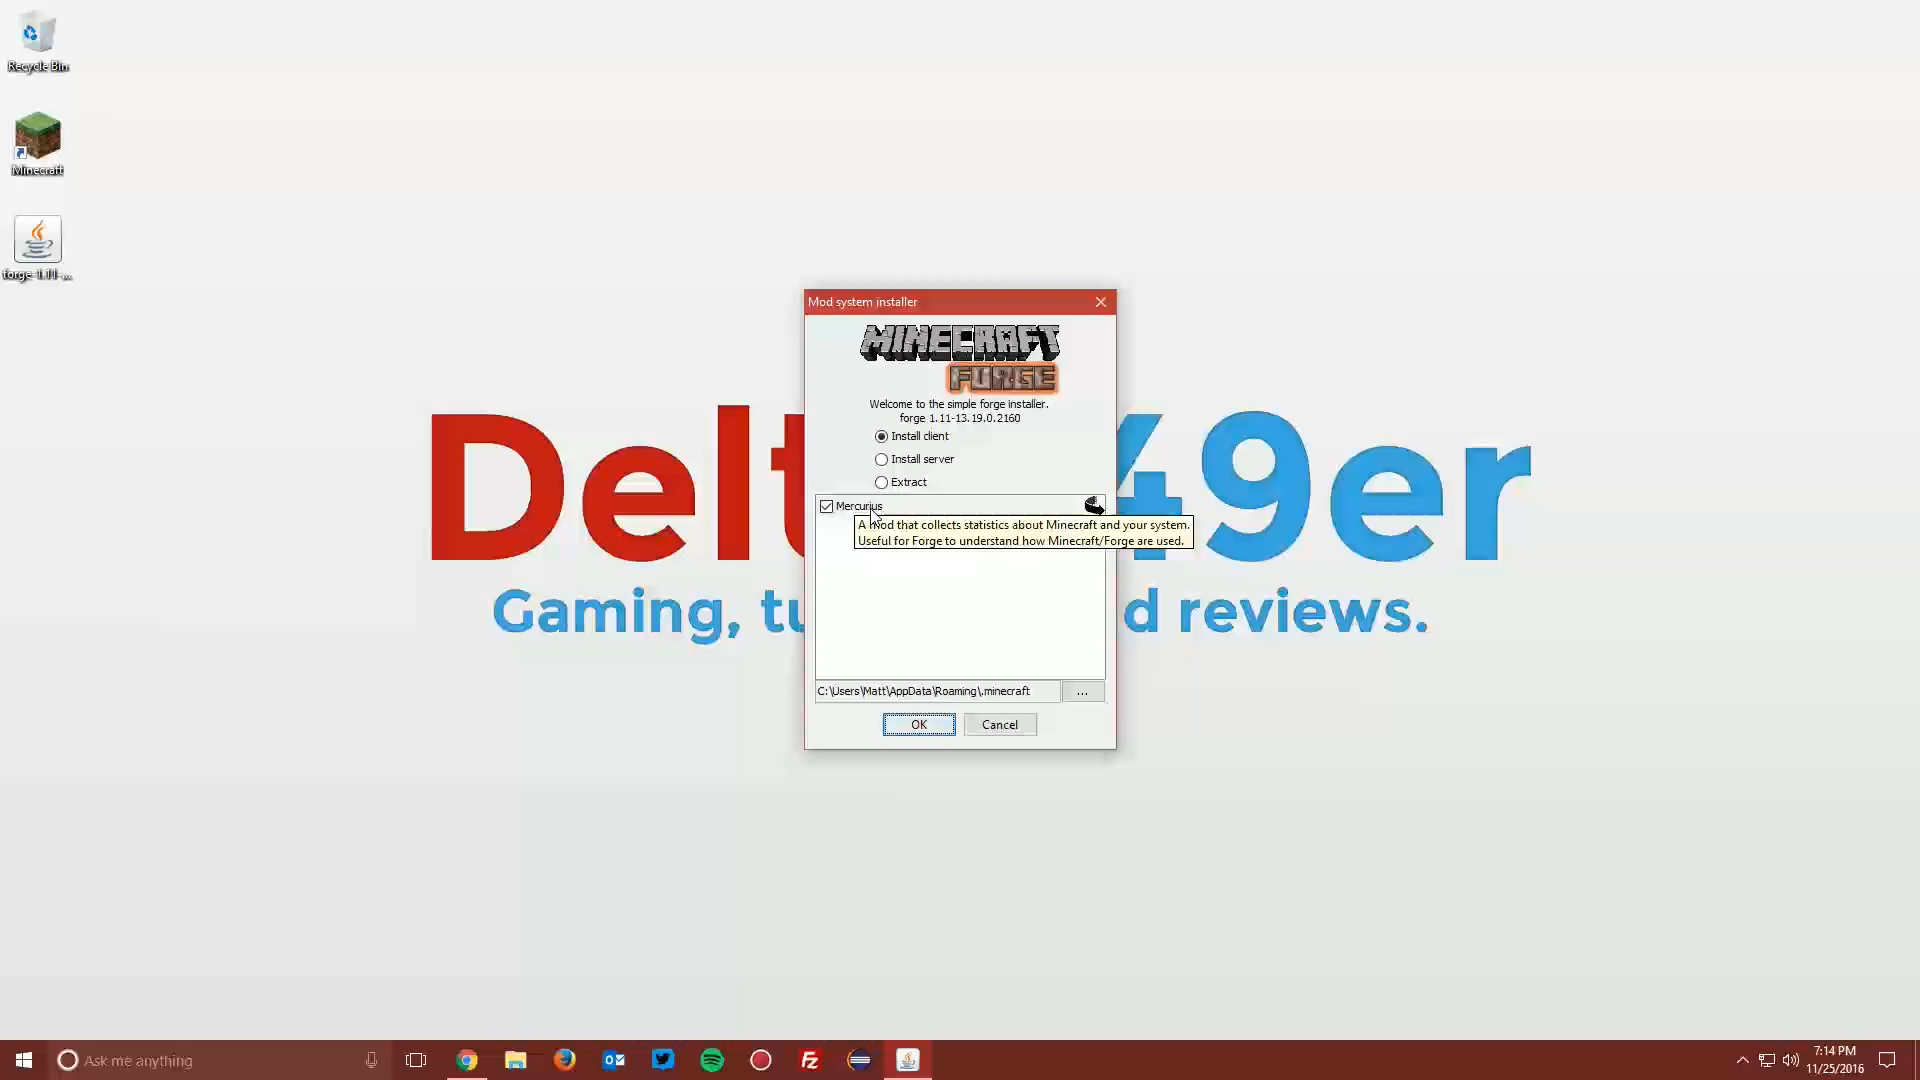 Recycle Bin
Minecraft
forge-1.11-...
Mod system installer
MINECRAFT
FORGE
Welcome to the simple forge installer.
forge 1.11-13.19.0.2160
Install client
Install server
Extract
Mercurius
A mod that collects statistics about Minecraft and your system.
Useful for Forge to understand how Minecraft/Forge are used.
C:\Users\Matt\AppData\Roaming\.minecraft
...
OK
Cancel
Delt 49er
Gaming, tu d reviews.
Ask me anything
7:14 PM
11/25/2016